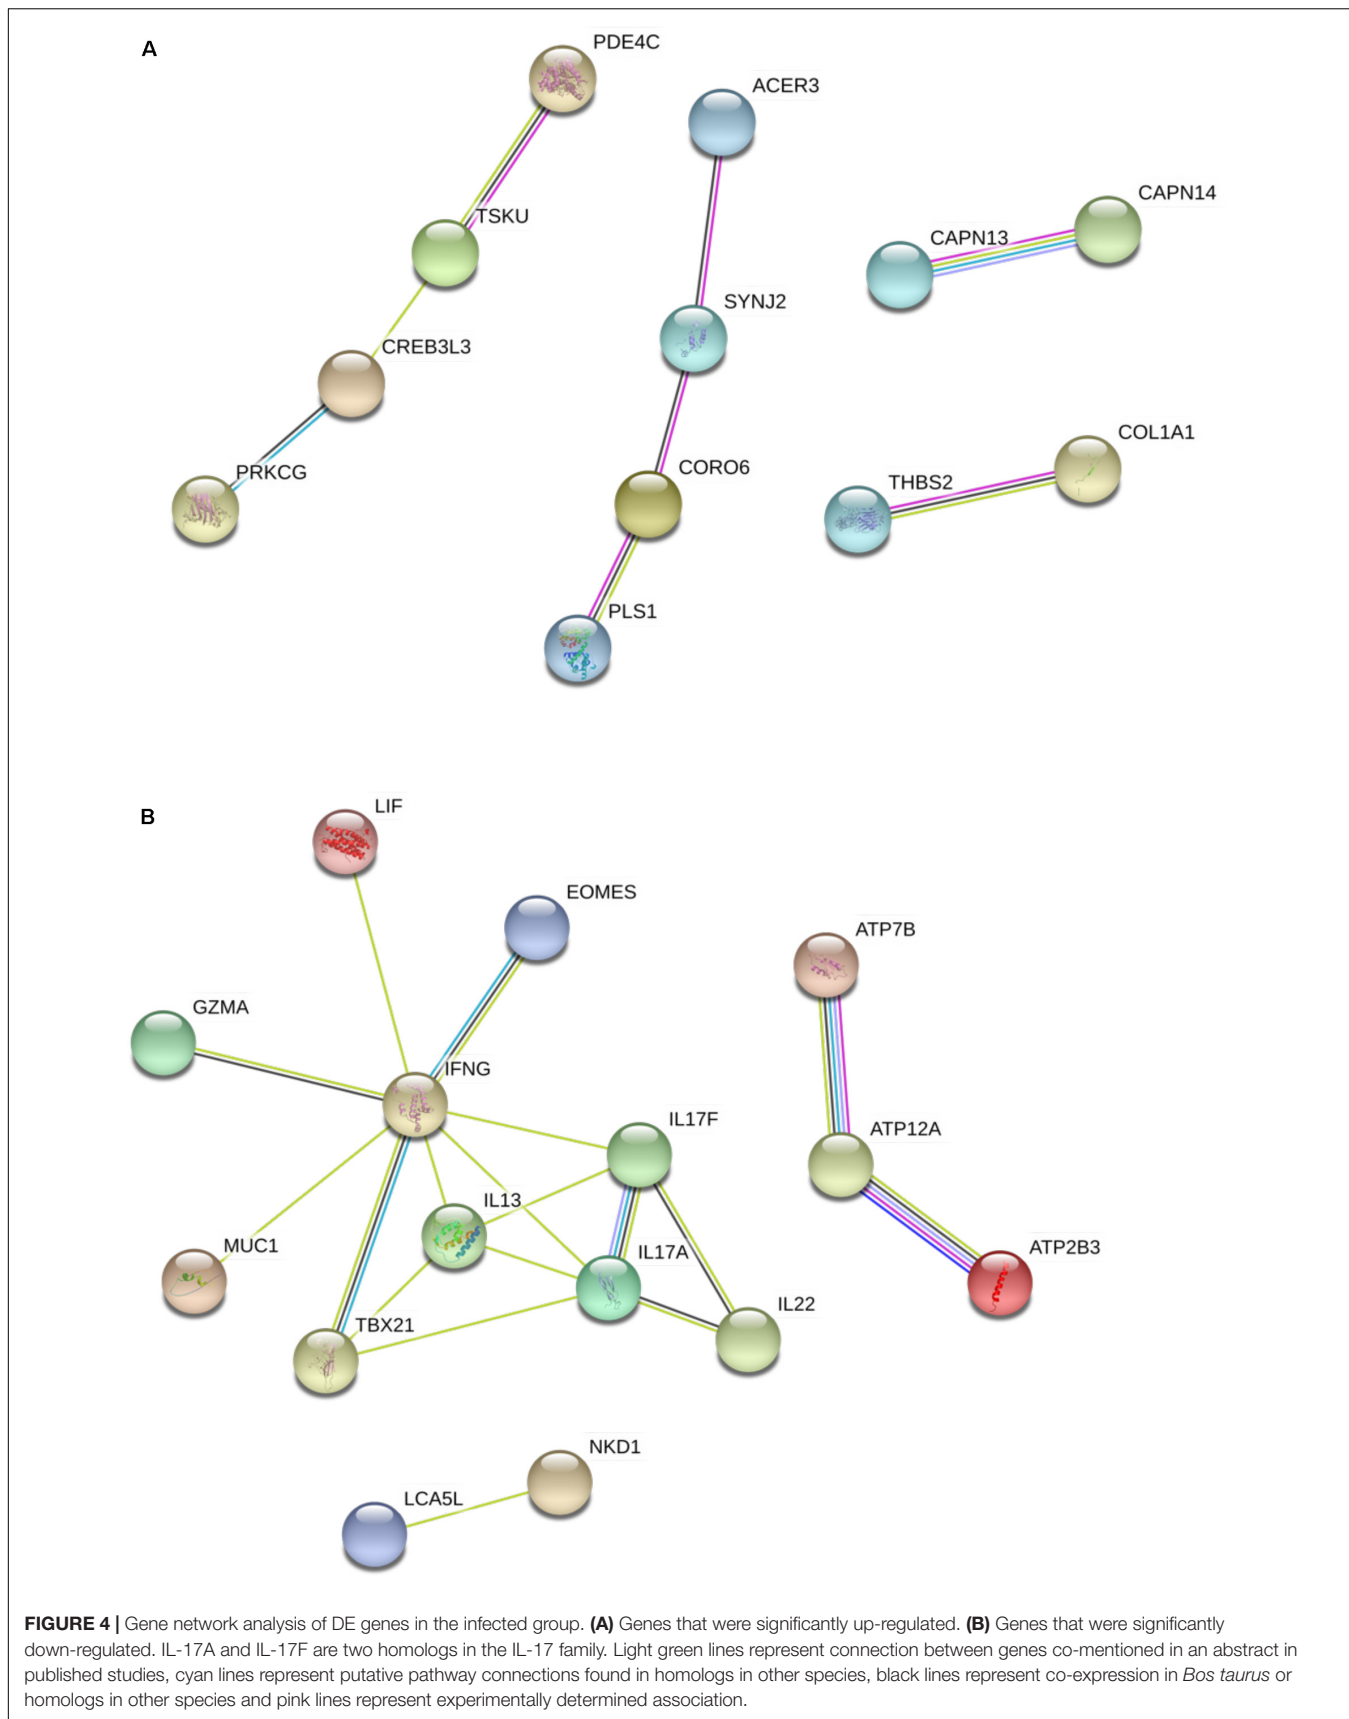 A
PDE4C
ACER3
TSKU
CAPN14
CAPN13
SYNJ2
CREB3L3
COL1A1
PRKCG
CORO6
THBS2
PLS1
B
LIF
EOMES
ATP7B
GZMA
IFNG
IL17F
ATP12A
IL13
MUC1
IL17A
ATP2B3
IL22
TBX21
NKD1
LCA5L
FIGURE 4 | Gene network analysis of DE genes in the infected group. (A) Genes that were significantly up-regulated. (B) Genes that were significantly
down-regulated. IL-17A and IL-17F are two homologs in the IL-17 family. Light green lines represent connection between genes co-mentioned in an abstract in
published studies, cyan lines represent putative pathway connections found in homologs in other species, black lines represent co-expression in Bos taurus or
homologs in other species and pink lines represent experimentally determined association.